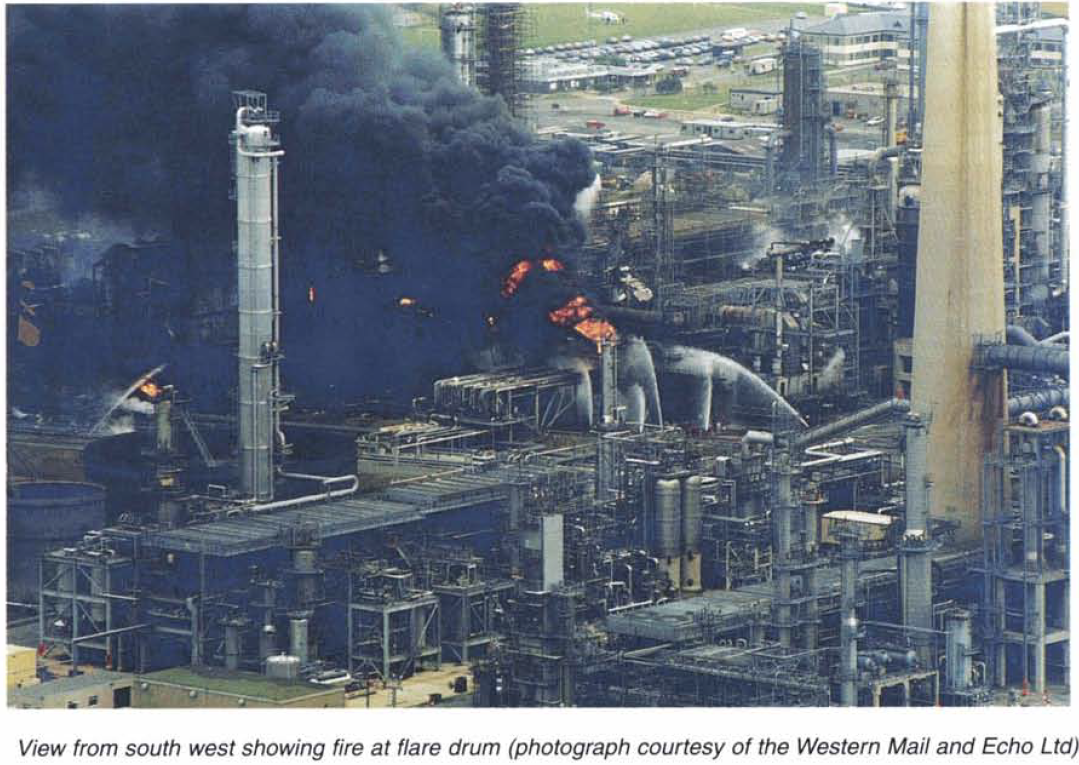 View from south west showing fire at flare drum (photograph courtesy of the Western Mail and Echo Ltd)